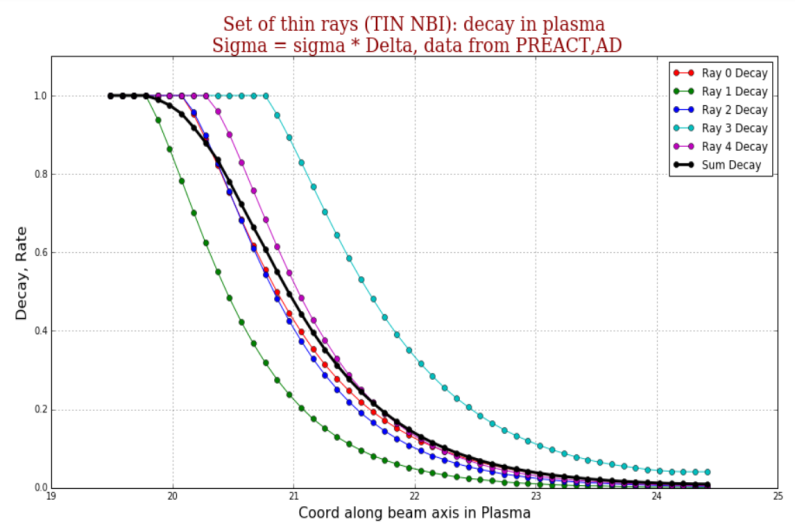 Set of thin rays (TIN NBI): decay in plasma
Sigma = sigma * Delta, data from PREACT,AD
Ray 0 Decay
Ray 1 Decay
Ray 2 Decay
Ray 3 Decay
Ray 4 Decay
Sum Decay
Decay, Rate
1.0
0.8
0.6
0.4
0.2
0.0
19 20 21 22 23 24 25
Coord along beam axis in Plasma